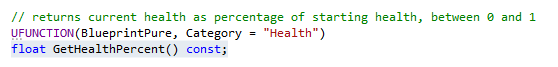 // returns current health as percentage of starting health, between 0 and 1
UFUNCTION(BlueprintPure, Category = "Health")
float GetHealthPercent() const;